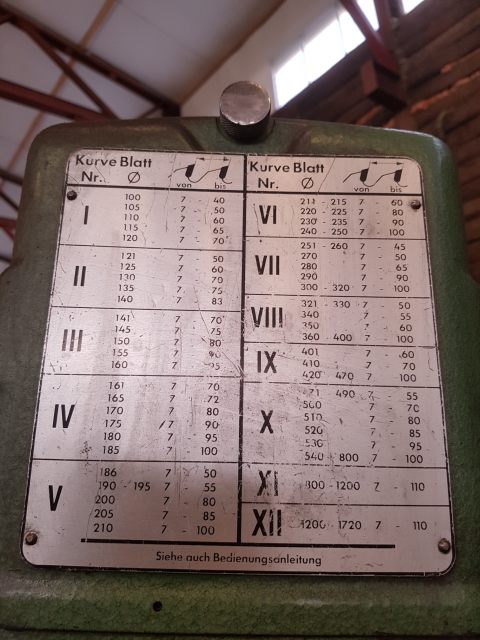 Kurve Blatt
Nr. Ø von bis
I
100 7 - 40
105 7 - 50
110 7 - 60
115 7 - 65
120 7 - 70
II
121 7 50
125 7 60
130 7 70
135 7 75
140 7 83
III
141 7 70
145 7 75
150 7 80
155 7
160 7
IV
161 7 70
165 7 72
170 7 80
175 7 90
180 7 95
185 7 - 100
V
186 7 50
190 - 195 7 - 55
200 7 - 80
205 7 85
210 7 - 100
Kurve Blatt
Nr. Ø von bis
VI
211 - 215 7 - 60
220 - 225 7 80
230 - 235 7 90
240 - 250 7 - 100
VII
251 - 260 7 - 45
270 7 50
280 7 - 65
290 7 90
300 - 320 7 - 100
VIII
321 - 330 7 - 50
340 7 55
350 7 60
360 400 7 - 100
IX
401 7 60
410 7 70
420 470 7 - 100
X
490 7 - 55
500 7 70
510 7 - 80
520 7 - 85
530 7 - 95
540 - 800 7 - 100
XI
800 - 1200 7 - 110
XII
1200 - 1720 7 - 110
Siehe auch Bedienungsanleitung